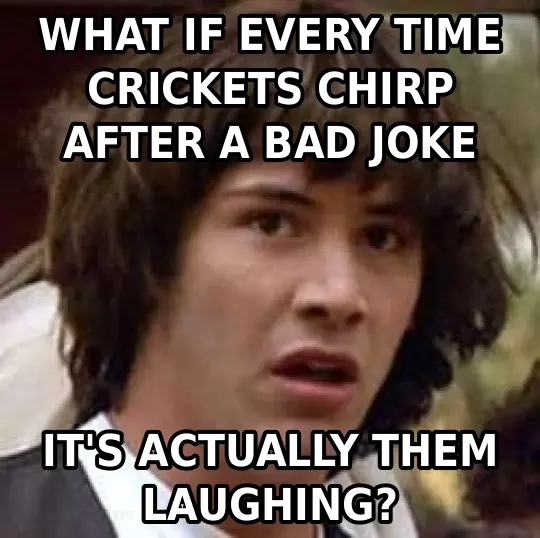 WHAT IF EVERY TIME
CRICKETS CHIRP
AFTER A BAD JOKE
IT'S ACTUALLY THEM
LAUGHING?